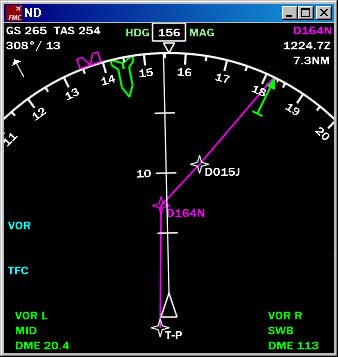 FMC ND
GS 265 TAS 254 HDG 156 MAG D164N
308°/ 13 1224.7Z
7.3NM
11 12 13 14 15 16 17 18 19 20
D015J
10
D164N
VOR
TFC
VOR L VOR R
MID SWB
T-P
DME 20.4 DME 113